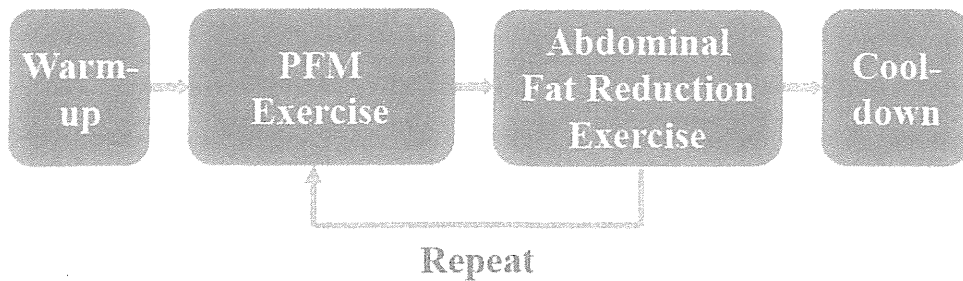 Warm-
up
PFM
Exercise
Abdominal
Fat Reduction
Exercise
Cool-
down
Repeat